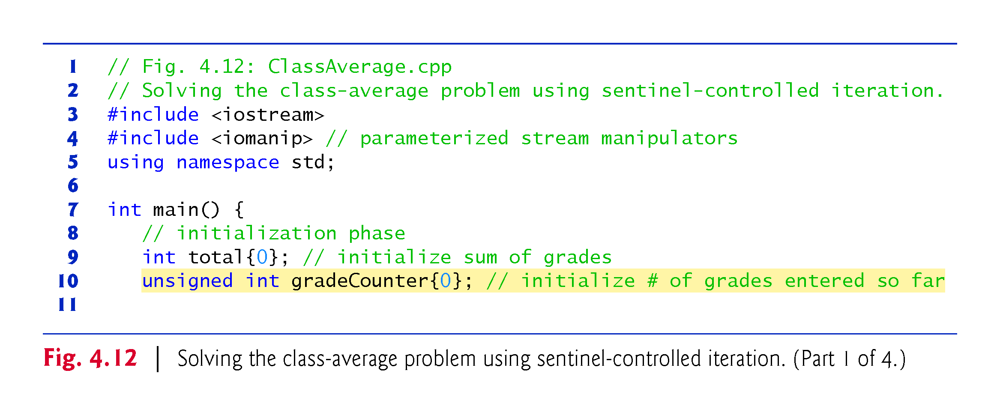 1 // Fig. 4.12: ClassAverage.cpp
2 // Solving the class-average problem using sentinel-controlled iteration.
3 #include <iostream>
4 #include <iomanip> // parameterized stream manipulators
5 using namespace std;
6
7 int main() {
8 // initialization phase
9 int total{0}; // initialize sum of grades
10 unsigned int gradeCounter{0}; // initialize # of grades entered so far
11
Fig. 4.12 | Solving the class-average problem using sentinel-controlled iteration. (Part 1 of 4.)